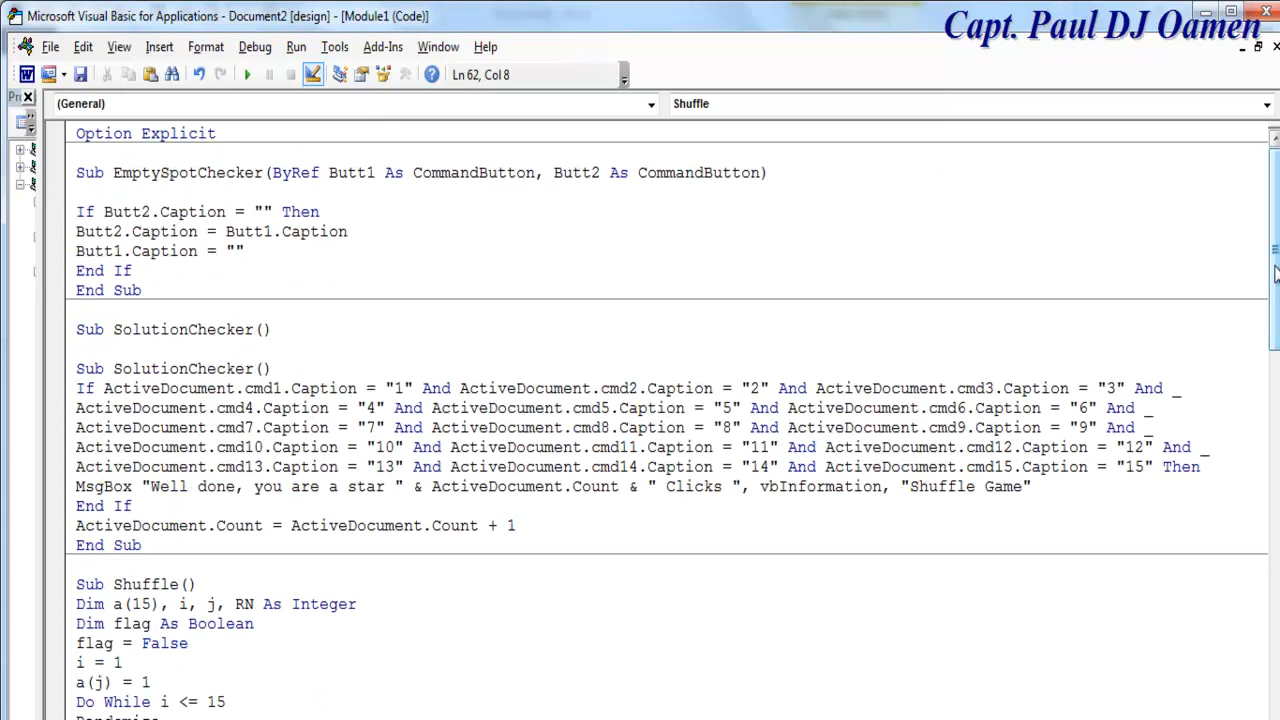 Microsoft Visual Basic for Applications - Document2 [design] - [Module1 (Code)]
Capt. Paul DJ Oamen
File Edit View Insert Format Debug Run Tools Add-Ins Window Help
Ln 62, Col 8
(General) Shuffle
Option Explicit
Sub EmptySpotChecker(ByRef Butt1 As CommandButton, Butt2 As CommandButton)
If Butt2.Caption = "" Then
Butt2.Caption = Butt1.Caption
Butt1.Caption = ""
End If
End Sub
Sub SolutionChecker()
Sub SolutionChecker()
If ActiveDocument.cmd1.Caption = "1" And ActiveDocument.cmd2.Caption = "2" And ActiveDocument.cmd3.Caption = "3" And _
ActiveDocument.cmd4.Caption = "4" And ActiveDocument.cmd5.Caption = "5" And ActiveDocument.cmd6.Caption = "6" And _
ActiveDocument.cmd7.Caption = "7" And ActiveDocument.cmd8.Caption = "8" And ActiveDocument.cmd9.Caption = "9" And _
ActiveDocument.cmd10.Caption = "10" And ActiveDocument.cmd11.Caption = "11" And ActiveDocument.cmd12.Caption = "12" And _
ActiveDocument.cmd13.Caption = "13" And ActiveDocument.cmd14.Caption = "14" And ActiveDocument.cmd15.Caption = "15" Then
MsgBox "Well done, you are a star " & ActiveDocument.Count & " Clicks ", vbInformation, "Shuffle Game"
End If
ActiveDocument.Count = ActiveDocument.Count + 1
End Sub
Sub Shuffle()
Dim a(15), i, j, RN As Integer
Dim flag As Boolean
flag = False
i = 1
a(j) = 1
Do While i <= 15